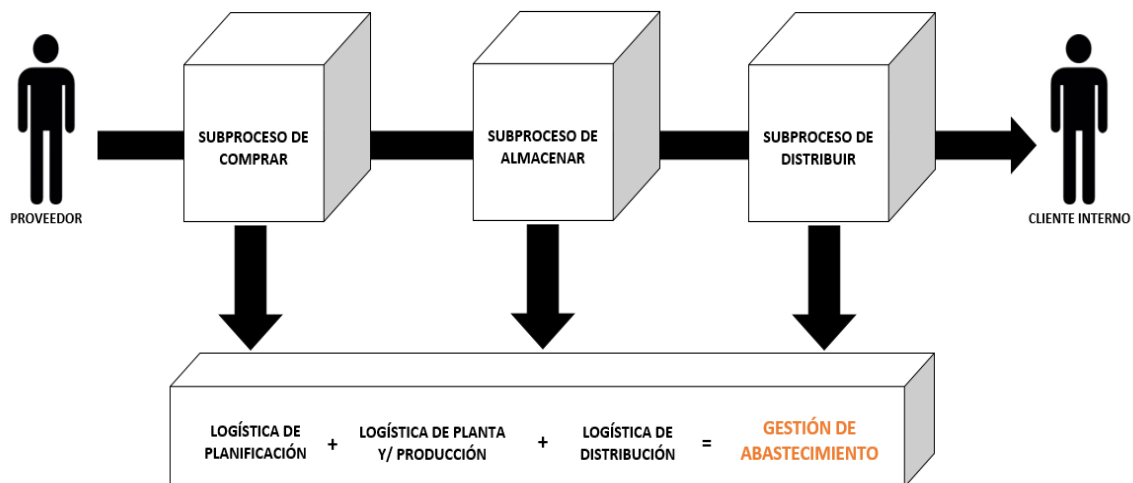 SUBPROCESO DE
COMPRAR
SUBPROCESO DE
ALMACENAR
SUBPROCESO DE
DISTRIBUIR
PROVEEDOR
CLIENTE INTERNO
LOGÍSTICA DE
PLANIFICACIÓN
+
LOGÍSTICA DE PLANTA
Y/ PRODUCCIÓN
+
LOGÍSTICA DE
DISTRIBUCIÓN
=
GESTIÓN DE
ABASTECIMIENTO